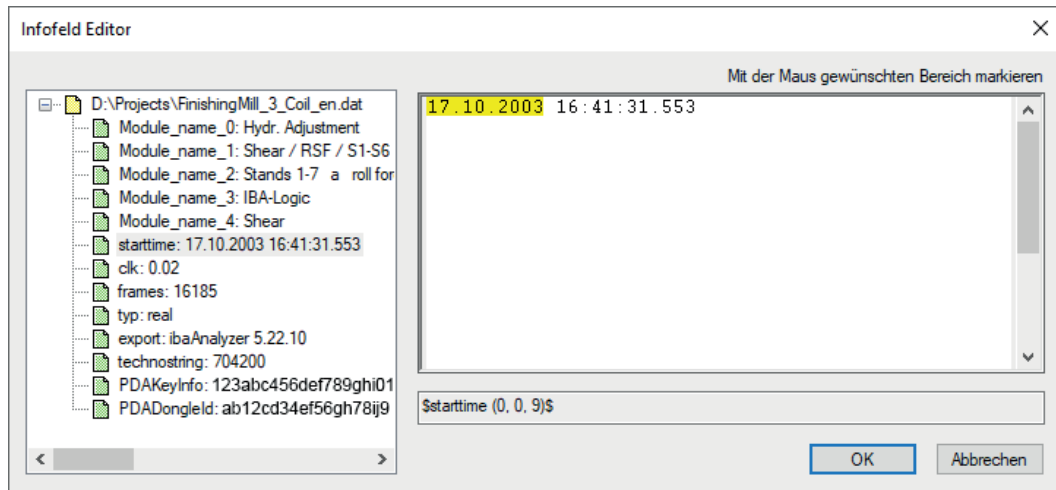 Infofeld Editor
Mit der Maus gewünschten Bereich markieren
D:\Projects\FinishingMill_3_Coil_en.dat
Module_name_0: Hydr. Adjustment
Module_name_1: Shear / RSF / S1-S6
Module_name_2: Stands 1-7 a roll for
Module_name_3: IBA-Logic
Module_name_4: Shear
starttime: 17.10.2003 16:41:31.553
clk: 0.02
frames: 16185
typ: real
export: ibaAnalyzer 5.22.10
technostring: 704200
PDAKeyInfo: 123abc456def789ghi01
PDADongleId: ab12cd34ef56gh78ij9
17.10.2003 16:41:31.553
$starttime (0, 0, 9)$
OK
Abbrechen